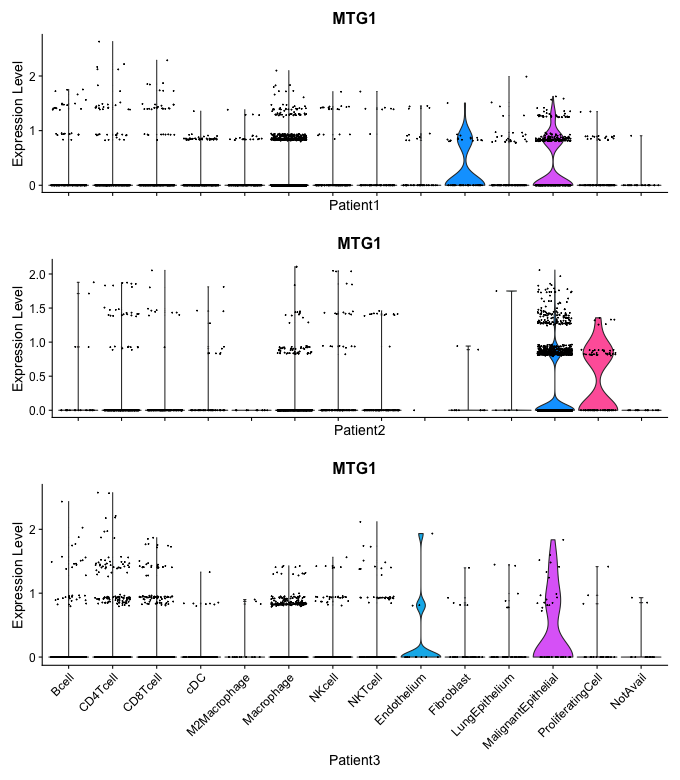 MTG1
Expression Level
2
1
0
Patient1
MTG1
Expression Level
2.0
1.5
1.0
0.5
0.0
Patient2
MTG1
Expression Level
2
1
0
Bcell
CD4Tcell
CD8Tcell
cDC
M2Macrophage
Macrophage
NKcell
NKTcell
Endothelium
Fibroblast
LungEpithelium
MalignantEpithelial
ProliferatingCell
NotAvail
Patient3